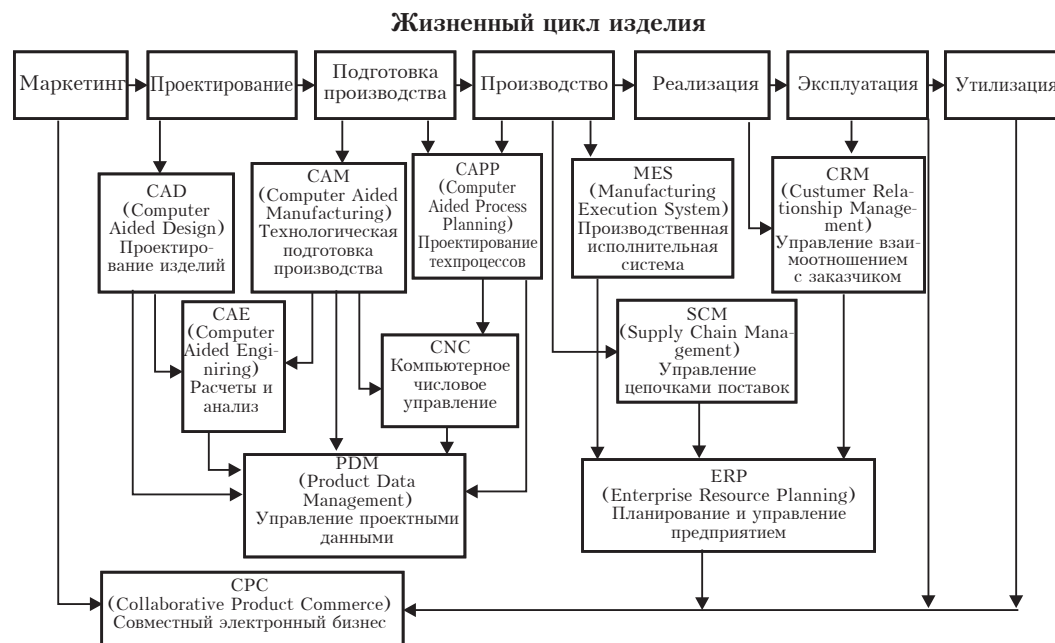 Жизненный цикл изделия
Маркетинг
Проектирование
Подготовка
производства
Производство
Реализация
Эксплуатация
Утилизация
CAD
(Computer
Aided Design)
Проектиро-
вание изделий
CAM
(Computer Aided
Manufacturing)
Технологическая
подготовка
производства
CAPP
(Computer
Aided Process
Planning)
Проектирование
техпроцессов
MES
(Manufacturing
Execution System)
Производственная
исполнительная
система
CRM
(Custumer Rela-
tionship Manage-
ment)
Управление взаи-
моотношением
с заказчиком
CAE
(Computer
Aided Engi-
niring)
Расчеты и
анализ
CNC
Компьютерное
числовое
управление
SCM
(Supply Chain Ma-
nagement)
Управление
цепочками поставок
PDM
(Product Data
Management)
Управление проектными
данными
ERP
(Enterprise Resource Planning)
Планирование и управление
предприятием
CPC
(Collaborative Product Commerce)
Совместный электронный бизнес